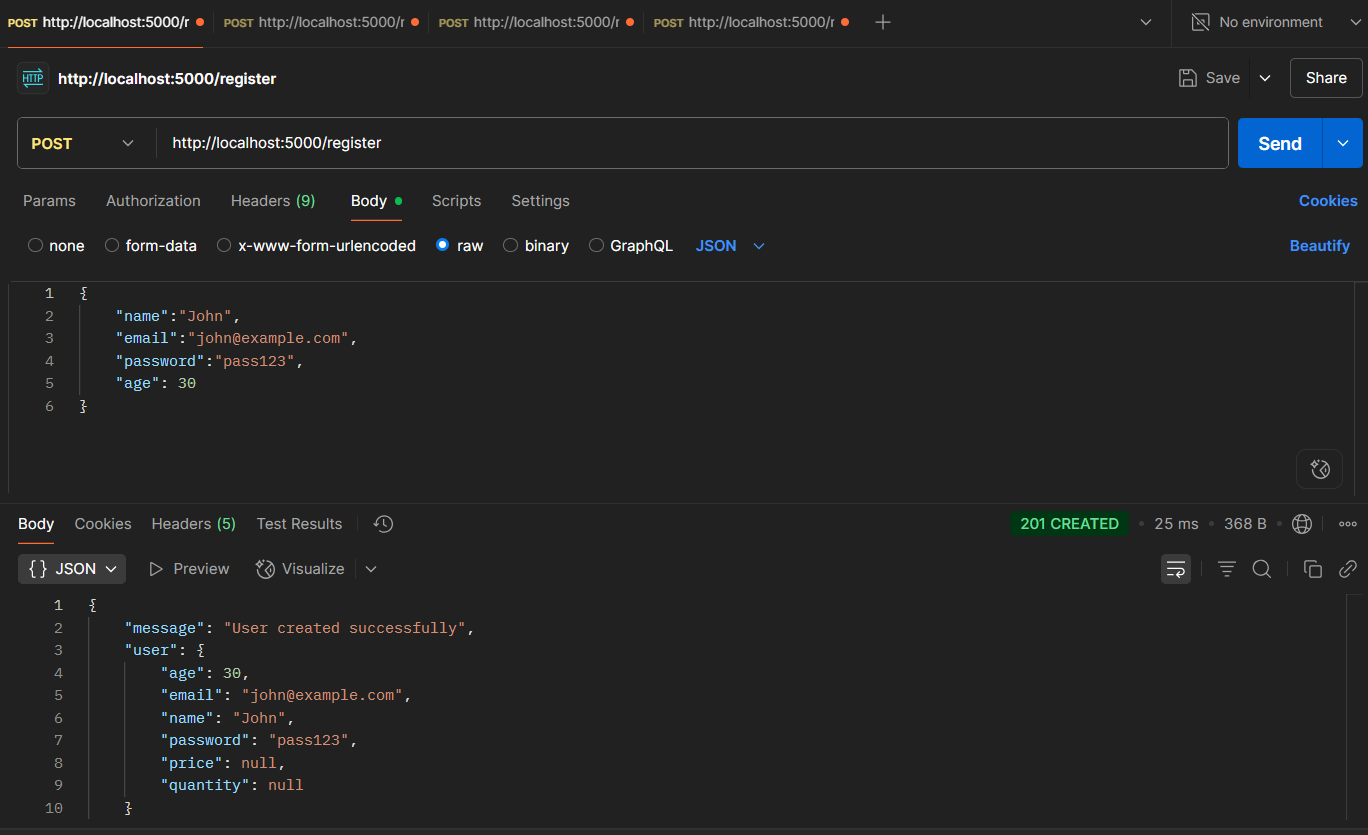 POST http://localhost:5000/r POST http://localhost:5000/r POST http://localhost:5000/r POST http://localhost:5000/r No environment
HTTP http://localhost:5000/register Save Share
POST http://localhost:5000/register Send
Params Authorization Headers (9) Body Scripts Settings Cookies
none form-data x-www-form-urlencoded raw binary GraphQL JSON Beautify
1 {
2 "name":"John",
3 "email":"john@example.com",
4 "password":"pass123",
5 "age": 30
6 }
Body Cookies Headers (5) Test Results 201 CREATED • 25 ms • 368 B •
{} JSON Preview Visualize
1 {
2 "message": "User created successfully",
3 "user": {
4 "age": 30,
5 "email": "john@example.com",
6 "name": "John",
7 "password": "pass123",
8 "price": null,
9 "quantity": null
10 }